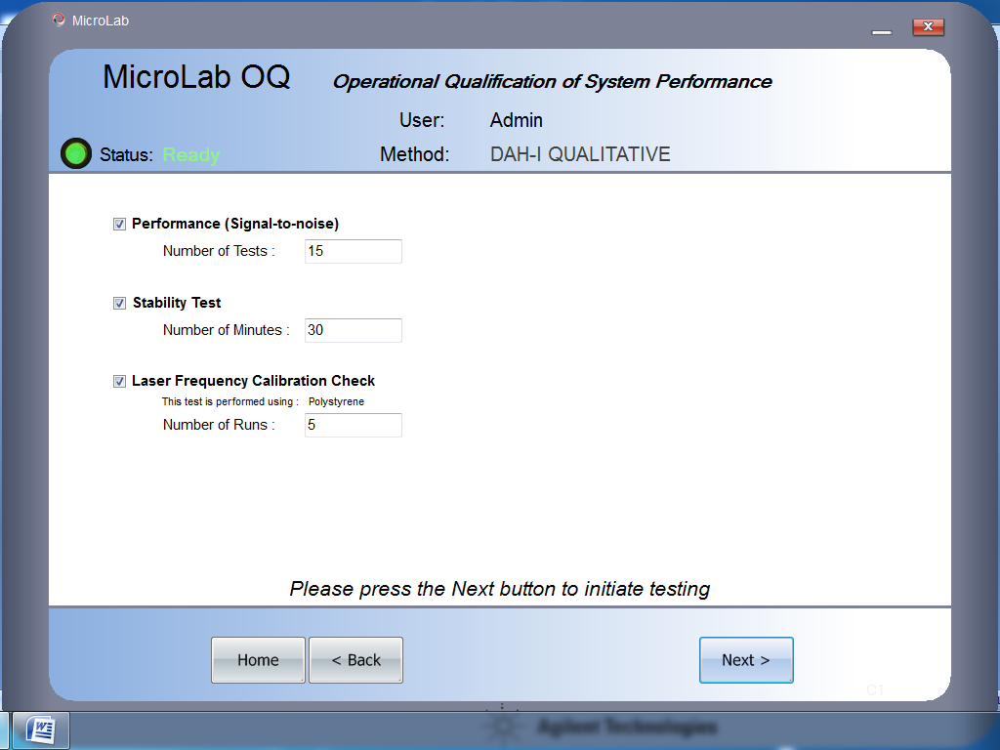 MicroLab
MicroLab OQ Operational Qualification of System Performance
User: Admin
Status: Ready Method: DAH-I QUALITATIVE
Performance (Signal-to-noise)
Number of Tests : 15
Stability Test
Number of Minutes : 30
Laser Frequency Calibration Check
This test is performed using : Polystyrene
Number of Runs : 5
Please press the Next button to initiate testing
Home < Back Next >
C1
Agilent Technologies